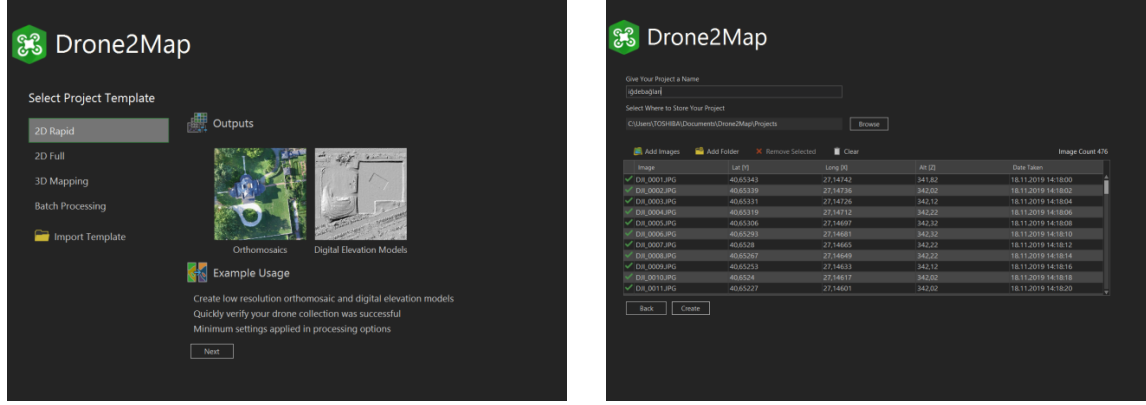 Drone2Map
Select Project Template
2D Rapid
2D Full
3D Mapping
Batch Processing
Import Template
Outputs
Orthomosaics Digital Elevation Models
Example Usage
Create low resolution orthomosaic and digital elevation models
Quickly verify your drone collection was successful
Minimum settings applied in processing options
Next
Drone2Map
Give Your Project a Name
iğdebağları
Select Where to Store Your Project
C:\Users\TOSHIBA\Documents\Drone2Map\Projects Browse
Add Images Add Folder Remove Selected Clear Image Count 476
Image Lat [Y] Long [X] Alt [Z] Date Taken
DJI_0001.JPG 40,65343 27,14742 341,82 18.11.2019 14:18:00
DJI_0002.JPG 40,65339 27,14736 342,02 18.11.2019 14:18:02
DJI_0003.JPG 40,65331 27,14726 342,12 18.11.2019 14:18:04
DJI_0004.JPG 40,65319 27,14712 342,22 18.11.2019 14:18:06
DJI_0005.JPG 40,65306 27,14697 342,32 18.11.2019 14:18:08
DJI_0006.JPG 40,65293 27,14681 342,32 18.11.2019 14:18:10
DJI_0007.JPG 40,6528 27,14665 342,22 18.11.2019 14:18:12
DJI_0008.JPG 40,65267 27,14649 342,22 18.11.2019 14:18:14
DJI_0009.JPG 40,65253 27,14633 342,12 18.11.2019 14:18:16
DJI_0010.JPG 40,6524 27,14617 342,02 18.11.2019 14:18:18
DJI_0011.JPG 40,65227 27,14601 342,02 18.11.2019 14:18:20
Back Create